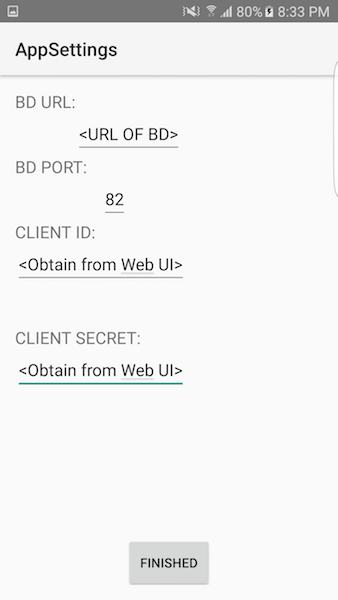 80% 8:33 PM
AppSettings
BD URL:
<URL OF BD>
BD PORT:
82
CLIENT ID:
<Obtain from Web UI>
CLIENT SECRET:
<Obtain from Web UI>
FINISHED